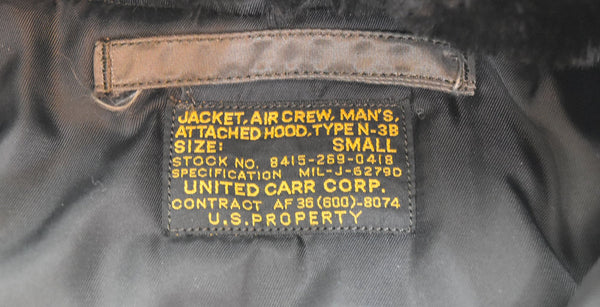 JACKET, AIR CREW, MAN'S,
ATTACHED HOOD, TYPE N-3B
SIZE: SMALL
STOCK NO. 8415-269-0418
SPECIFICATION MIL-J-6279D
UNITED CARR CORP.
CONTRACT AF 36(600)-8074
U.S. PROPERTY